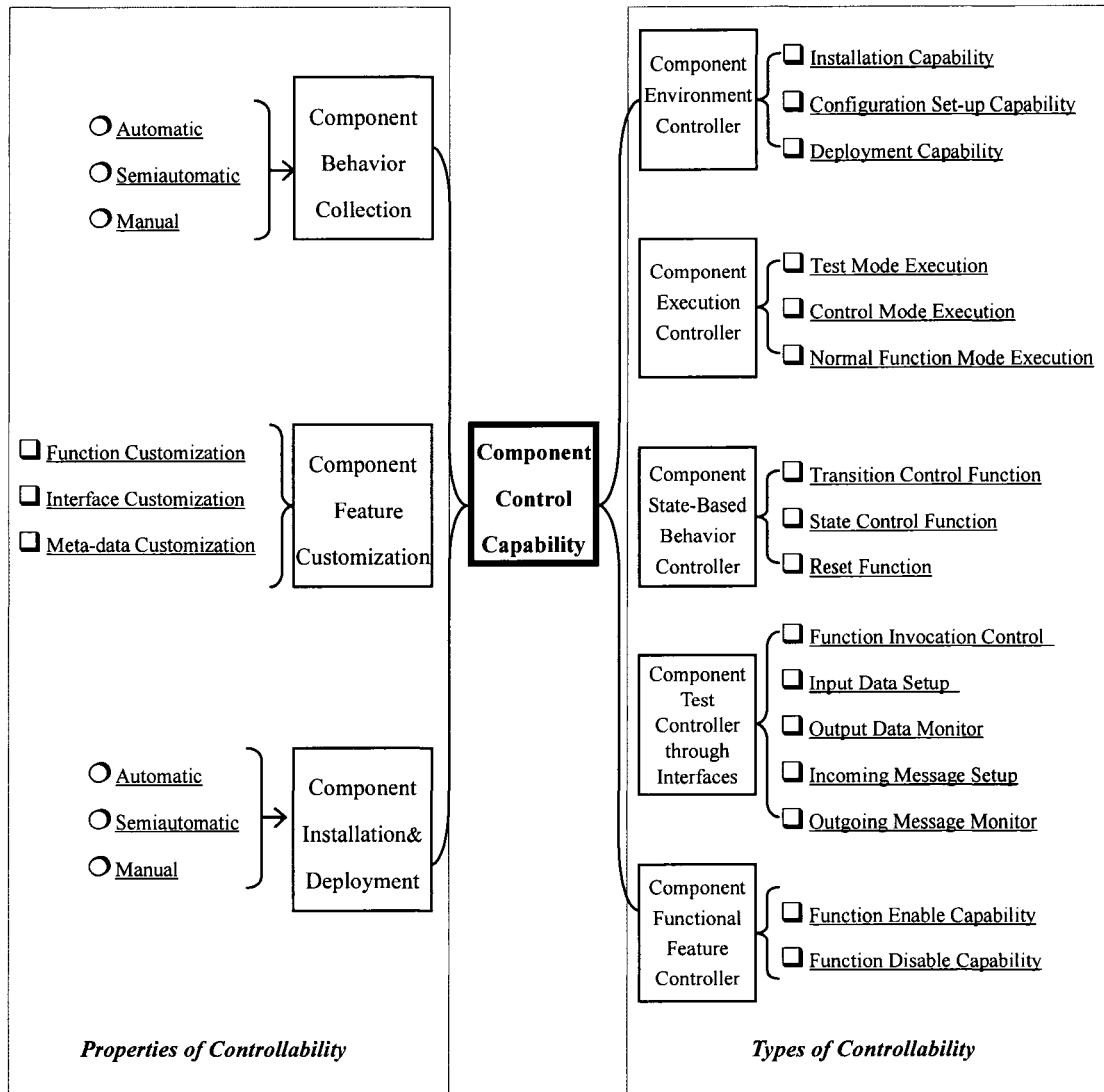 Automatic
Semiautomatic
Manual
Component
Behavior
Collection
Function Customization
Interface Customization
Meta-data Customization
Component
Feature
Customization
Automatic
Semiautomatic
Manual
Component
Installation&
Deployment
Properties of Controllability
Component
Control
Capability
Component
Environment
Controller
Installation Capability
Configuration Set-up Capability
Deployment Capability
Component
Execution
Controller
Test Mode Execution
Control Mode Execution
Normal Function Mode Execution
Component
State-Based
Behavior
Controller
Transition Control Function
State Control Function
Reset Function
Component
Test
Controller
through
Interfaces
Function Invocation Control
Input Data Setup
Output Data Monitor
Incoming Message Setup
Outgoing Message Monitor
Component
Functional
Feature
Controller
Function Enable Capability
Function Disable Capability
Types of Controllability